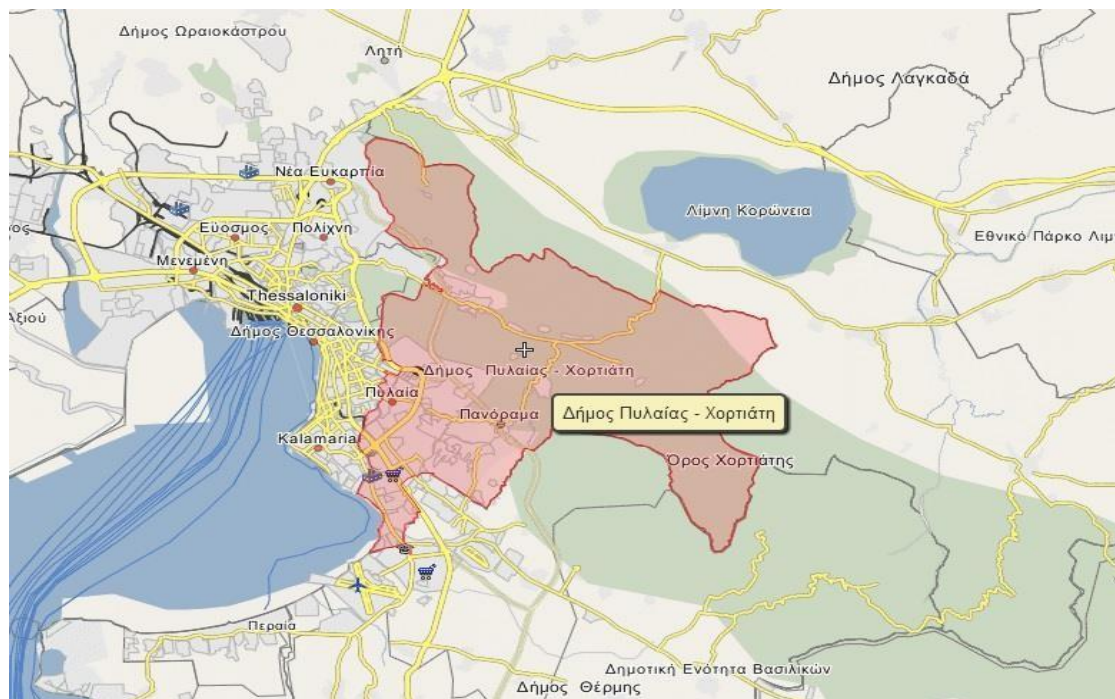 Δήμος Ωραιοκάστρου
Λητή
Δήμος Λαγκαδά
Νέα Ευκαρπία
Λίμνη Κορώνεια
Εύοσμος
Πολίχνη
Εθνικό Πάρκο Λιμ
Μενεμένη
Thessaloniki
Αξιού
Δήμος Θεσσαλονίκης
Δήμος Πυλαίας - Χορτιάτη
Πυλαία
Πανόραμα
Δήμος Πυλαίας - Χορτιάτη
Kalamaria
Όρος Χορτιάτης
Περαία
Δημοτική Ενότητα Βασιλικών
Δήμος Θέρμης